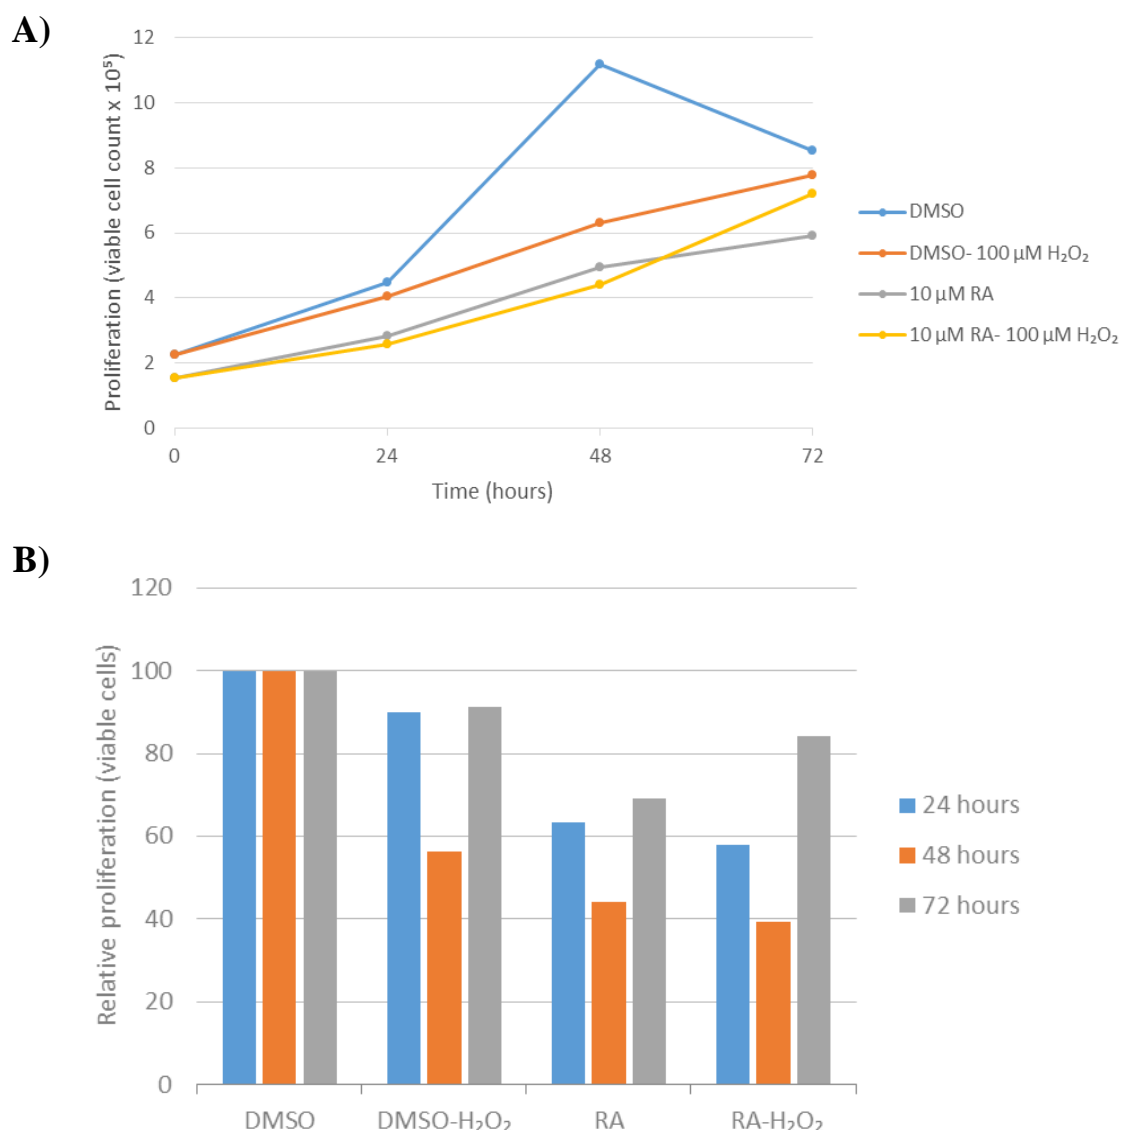 A)
Proliferation (viable cell count x 10⁵)
12
10
8
6
4
2
0
0 24 48 72
Time (hours)
DMSO
DMSO- 100 µM H₂O₂
10 µM RA
10 µM RA- 100 µM H₂O₂
B)
Relative proliferation (viable cells)
120
100
80
60
40
20
0
DMSO DMSO-H₂O₂ RA RA-H₂O₂
24 hours
48 hours
72 hours